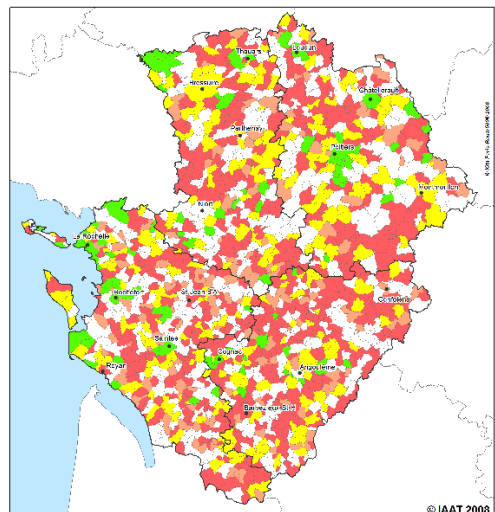 Thouars
Loudun
Bressuire
Chatellerault
Parthenay
Poitiers
Montmorillon
Niort
La Rochelle
Rochefort
St Jean d'A
Confolens
Saintes
Cognac
Royan
Angoulême
Barbezieux-St-H
© IAAT 2008